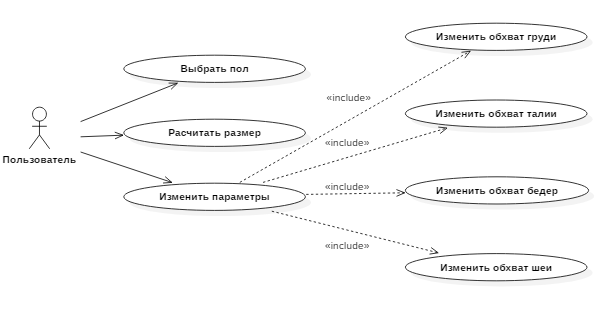 Изменить обхват груди
Выбрать пол
«include»
Изменить обхват талии
Расчитать размер
«include»
Пользователь
«include»
Изменить обхват бедер
Изменить параметры
«include»
Изменить обхват шеи